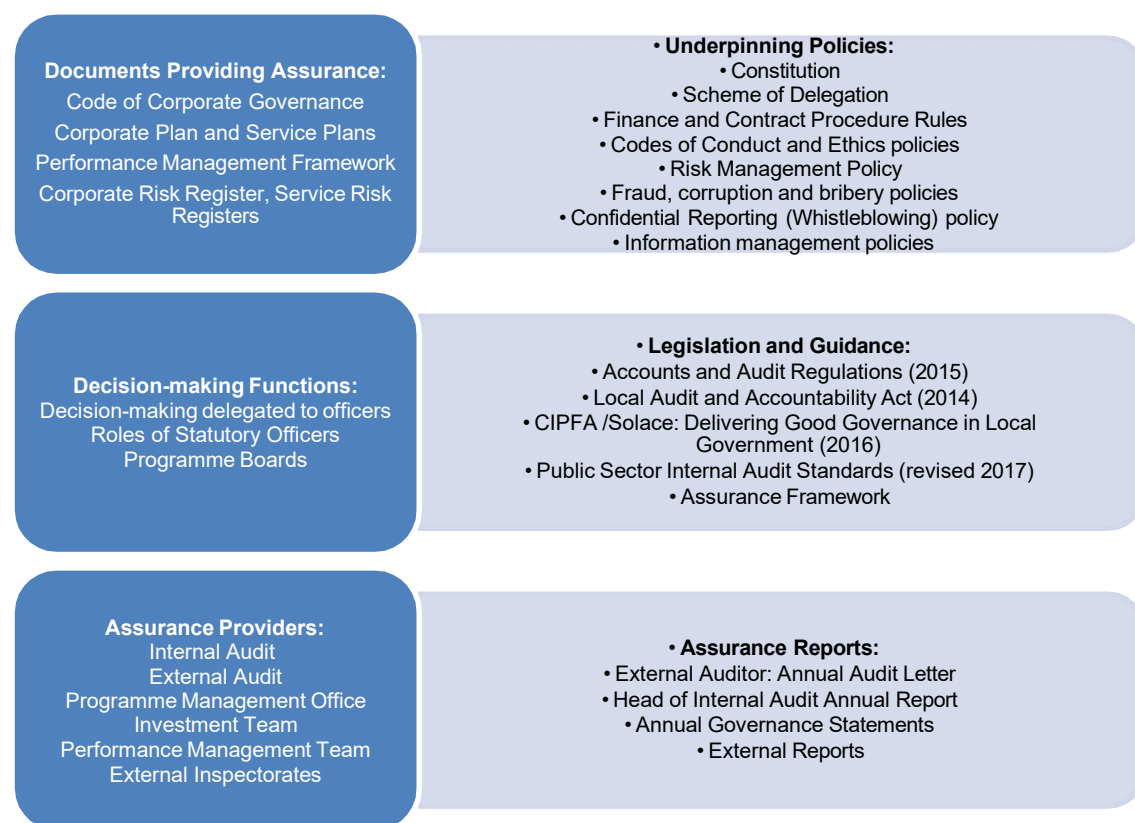 Documents Providing Assurance:
Code of Corporate Governance
Corporate Plan and Service Plans
Performance Management Framework
Corporate Risk Register, Service Risk
Registers
• Underpinning Policies:
• Constitution
• Scheme of Delegation
• Finance and Contract Procedure Rules
• Codes of Conduct and Ethics policies
• Risk Management Policy
• Fraud, corruption and bribery policies
• Confidential Reporting (Whistleblowing) policy
• Information management policies
Decision-making Functions:
Decision-making delegated to officers
Roles of Statutory Officers
Programme Boards
• Legislation and Guidance:
• Accounts and Audit Regulations (2015)
• Local Audit and Accountability Act (2014)
• CIPFA /Solace: Delivering Good Governance in Local
Government (2016)
• Public Sector Internal Audit Standards (revised 2017)
• Assurance Framework
Assurance Providers:
Internal Audit
External Audit
Programme Management Office
Investment Team
Performance Management Team
External Inspectorates
• Assurance Reports:
• External Auditor: Annual Audit Letter
• Head of Internal Audit Annual Report
• Annual Governance Statements
• External Reports